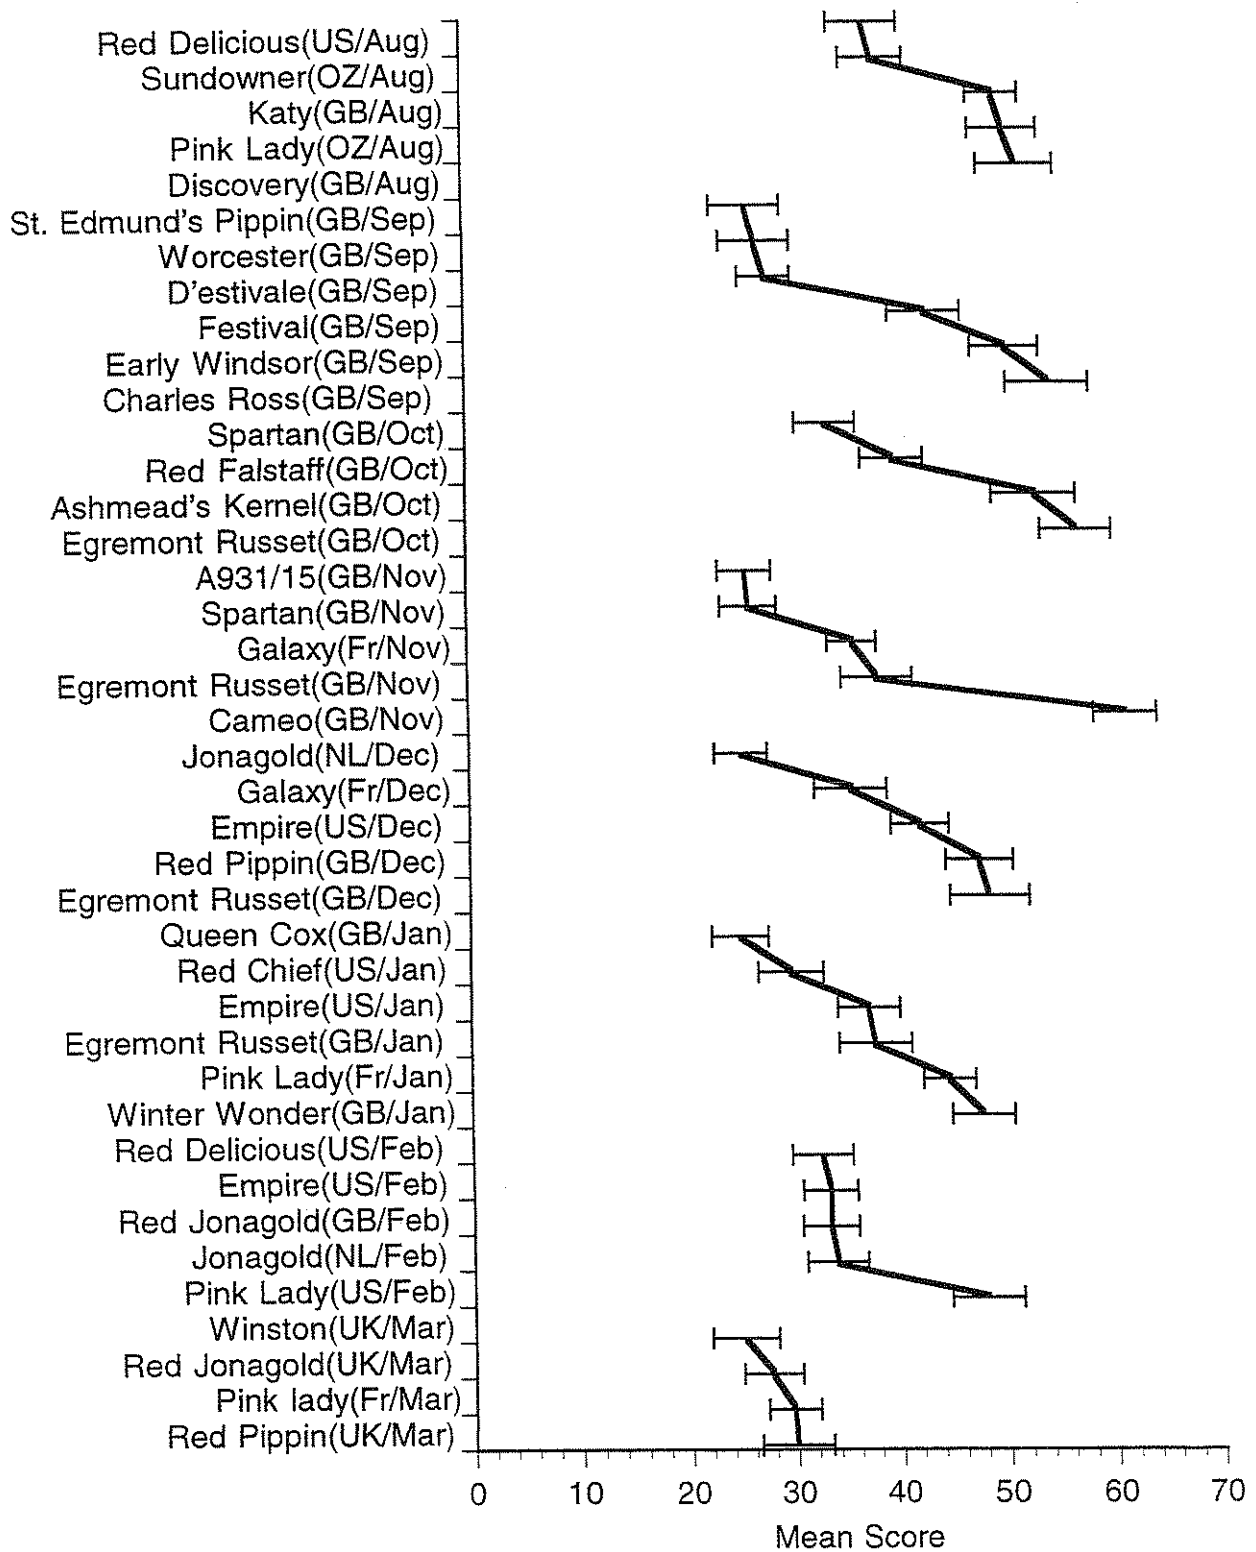 Red Delicious(US/Aug)
Sundowner(OZ/Aug)
Katy(GB/Aug)
Pink Lady(OZ/Aug)
Discovery(GB/Aug)
St. Edmund's Pippin(GB/Sep)
Worcester(GB/Sep)
D'estivale(GB/Sep)
Festival(GB/Sep)
Early Windsor(GB/Sep)
Charles Ross(GB/Sep)
Spartan(GB/Oct)
Red Falstaff(GB/Oct)
Ashmead's Kernel(GB/Oct)
Egremont Russet(GB/Oct)
A931/15(GB/Nov)
Spartan(GB/Nov)
Galaxy(Fr/Nov)
Egremont Russet(GB/Nov)
Cameo(GB/Nov)
Jonagold(NL/Dec)
Galaxy(Fr/Dec)
Empire(US/Dec)
Red Pippin(GB/Dec)
Egremont Russet(GB/Dec)
Queen Cox(GB/Jan)
Red Chief(US/Jan)
Empire(US/Jan)
Egremont Russet(GB/Jan)
Pink Lady(Fr/Jan)
Winter Wonder(GB/Jan)
Red Delicious(US/Feb)
Empire(US/Feb)
Red Jonagold(GB/Feb)
Jonagold(NL/Feb)
Pink Lady(US/Feb)
Winston(UK/Mar)
Red Jonagold(UK/Mar)
Pink lady(Fr/Mar)
Red Pippin(UK/Mar)
0 10 20 30 40 50 60 70
Mean Score